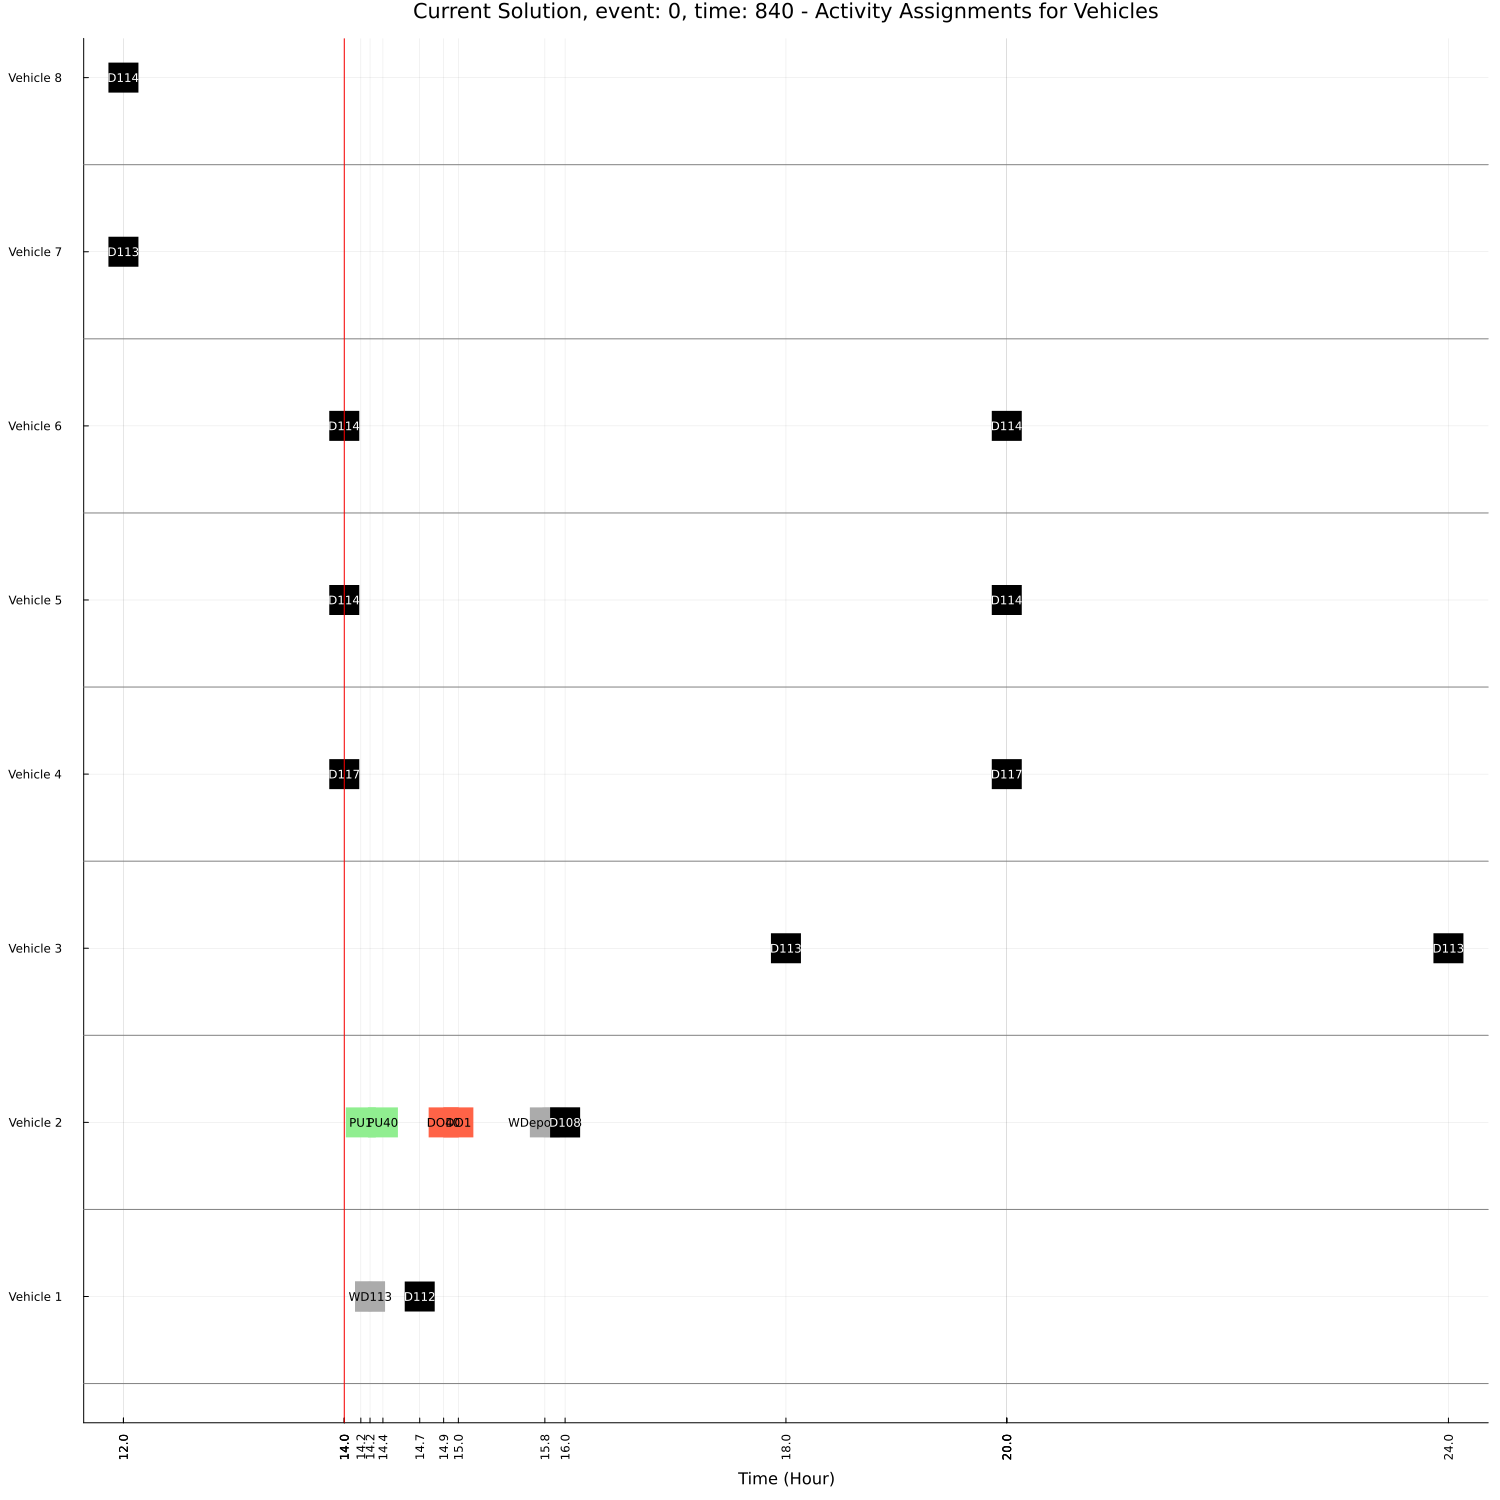 Current Solution, event: 0, time: 840 - Activity Assignments for Vehicles
Vehicle 8
D114
Vehicle 7
D113
Vehicle 6
D114
D114
Vehicle 5
D114
D114
Vehicle 4
D117
D117
Vehicle 3
D113
D113
Vehicle 2
PU1
PU40
DO40
DO1
WDepo
D108
Vehicle 1
WD113
D112
12.0
14.0
14.2
14.2
14.4
14.7
14.9
15.0
15.8
16.0
18.0
20.0
24.0
Time (Hour)